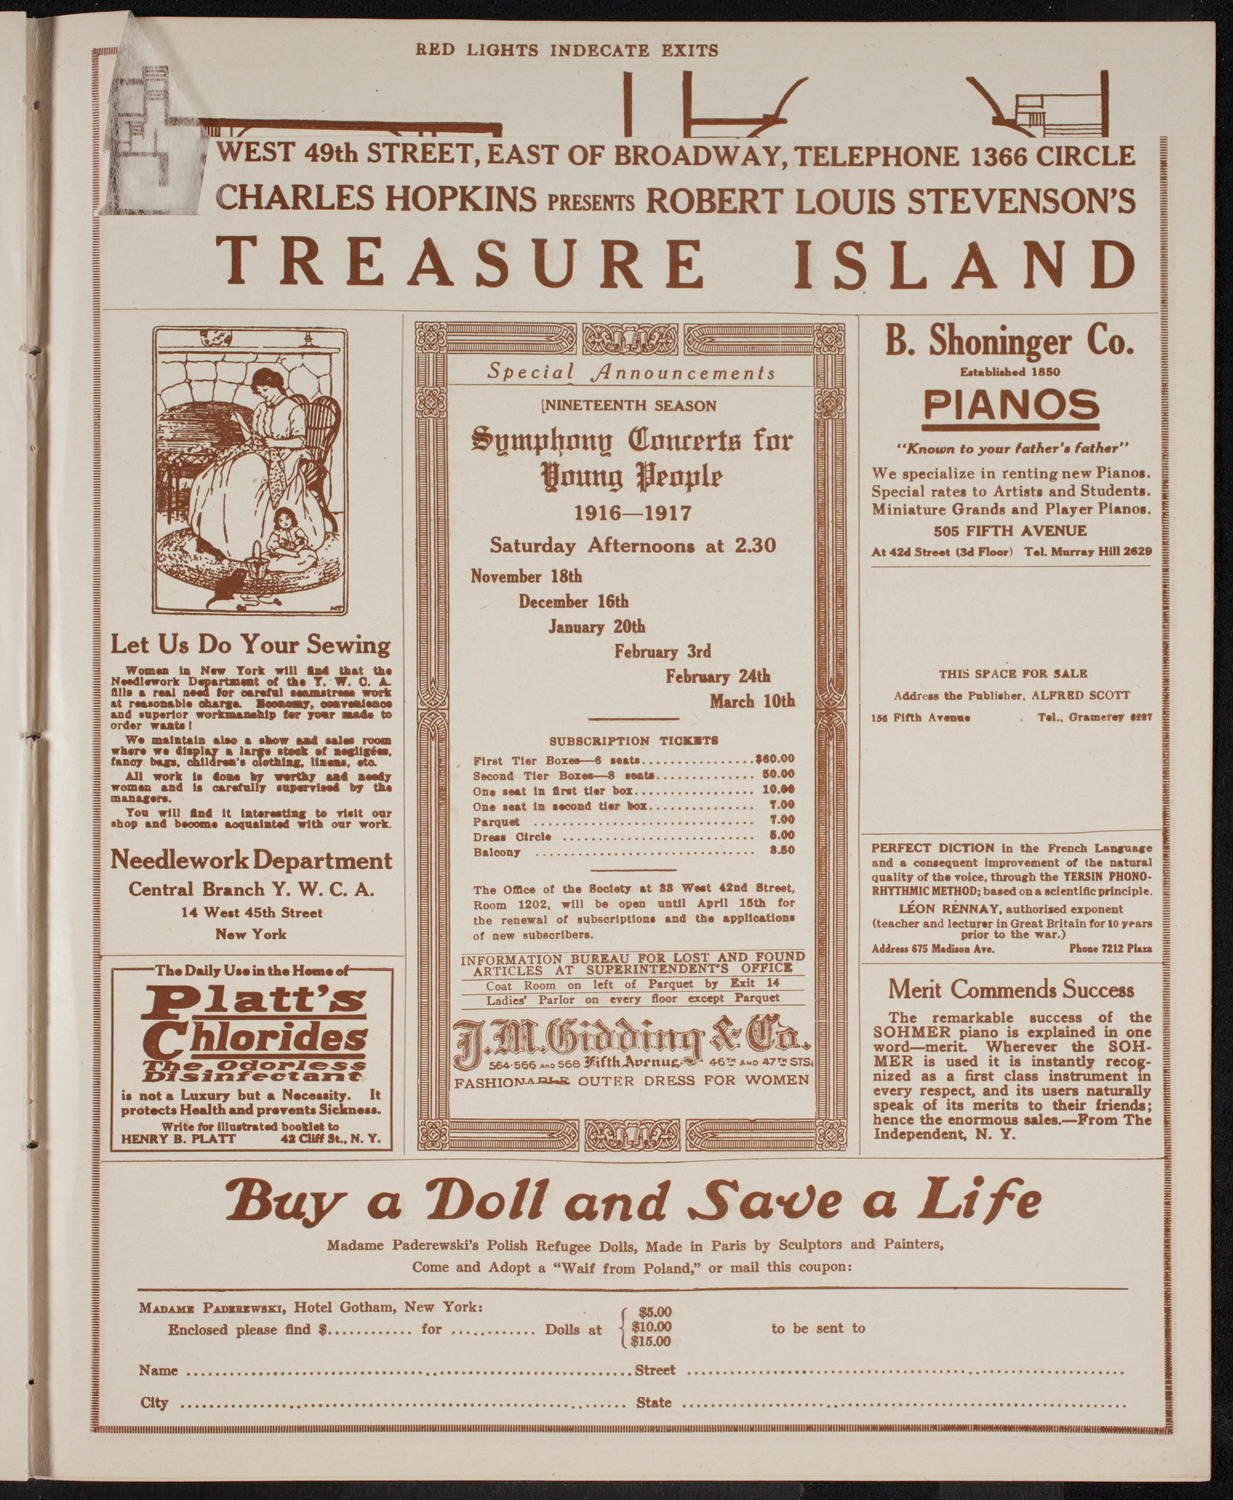 RED LIGHTS INDECATE EXITS
WEST 49th STREET, EAST OF BROADWAY, TELEPHONE 1366 CIRCLE
CHARLES HOPKINS PRESENTS ROBERT LOUIS STEVENSON'S
TREASURE ISLAND
Let Us Do Your Sewing
Women in New York will find that the
Needlework Department of the Y. W. C. A.
fills a real need for careful seamstress work
at reasonable charge. Economy, convenience
and superior workmanship for your made to
order wants!
We maintain also a show and sales room
where we display a large stock of negligées,
fancy bags, children's clothing, linens, etc.
All work is done by worthy and needy
women and is carefully supervised by the
managers.
You will find it interesting to visit our
shop and become acquainted with our work.
Needlework Department
Central Branch Y. W. C. A.
14 West 45th Street
New York
The Daily Use in the Home of
Platt's
Chlorides
The Odorless
Disinfectant
is not a Luxury but a Necessity. It
protects Health and prevents Sickness.
Write for illustrated booklet to
HENRY B. PLATT 42 Cliff St., N. Y.
Special Announcements
[NINETEENTH SEASON
Symphony Concerts for
Young People
1916—1917
Saturday Afternoons at 2.30
November 18th
December 16th
January 20th
February 3rd
February 24th
March 10th
SUBSCRIPTION TICKETS
First Tier Boxes—6 seats..............$60.00
Second Tier Boxes—8 seats............. 50.00
One seat in first tier box................ 10.00
One seat in second tier box.............. 7.00
Parquet ............................... 7.00
Dress Circle ........................... 5.00
Balcony ............................... 3.50
The Office of the Society at 33 West 42nd Street,
Room 1202, will be open until April 15th for
the renewal of subscriptions and the applications
of new subscribers.
INFORMATION BUREAU FOR LOST AND FOUND
ARTICLES AT SUPERINTENDENT'S OFFICE
Coat Room on left of Parquet by Exit 14
Ladies' Parlor on every floor except Parquet
J.M. Gidding & Co.
564-566 AND 568 Fifth Avenue, 46TH AND 47TH STS.
FASHIONABLE OUTER DRESS FOR WOMEN
B. Shoninger Co.
Established 1850
PIANOS
"Known to your father's father"
We specialize in renting new Pianos.
Special rates to Artists and Students.
Miniature Grands and Player Pianos.
505 FIFTH AVENUE
At 42d Street (3d Floor) Tel. Murray Hill 2629
THIS SPACE FOR SALE
Address the Publisher, ALFRED SCOTT
156 Fifth Avenue Tel., Gramercy 6297
PERFECT DICTION in the French Language
and a consequent improvement of the natural
quality of the voice, through the YERSIN PHONO-
RHYTHMIC METHOD; based on a scientific principle.
LÉON RENNAY, authorized exponent
(teacher and lecturer in Great Britain for 10 years
prior to the war.)
Address 675 Madison Ave. Phone 7212 Plaza
Merit Commends Success
The remarkable success of the
SOHMER piano is explained in one
word—merit. Wherever the SOH-
MER is used it is instantly recog-
nized as a first class instrument in
every respect, and its users naturally
speak of its merits to their friends;
hence the enormous sales.—From The
Independent, N. Y.
Buy a Doll and Save a Life
Madame Paderewski's Polish Refugee Dolls, Made in Paris by Sculptors and Painters,
Come and Adopt a "Waif from Poland," or mail this coupon:
MADAME PADEREWSKI, Hotel Gotham, New York:
$5.00
Enclosed please find $............ for ............ Dolls at $10.00 to be sent to
$15.00
Name ............................ Street ............................
City ............................ State ............................